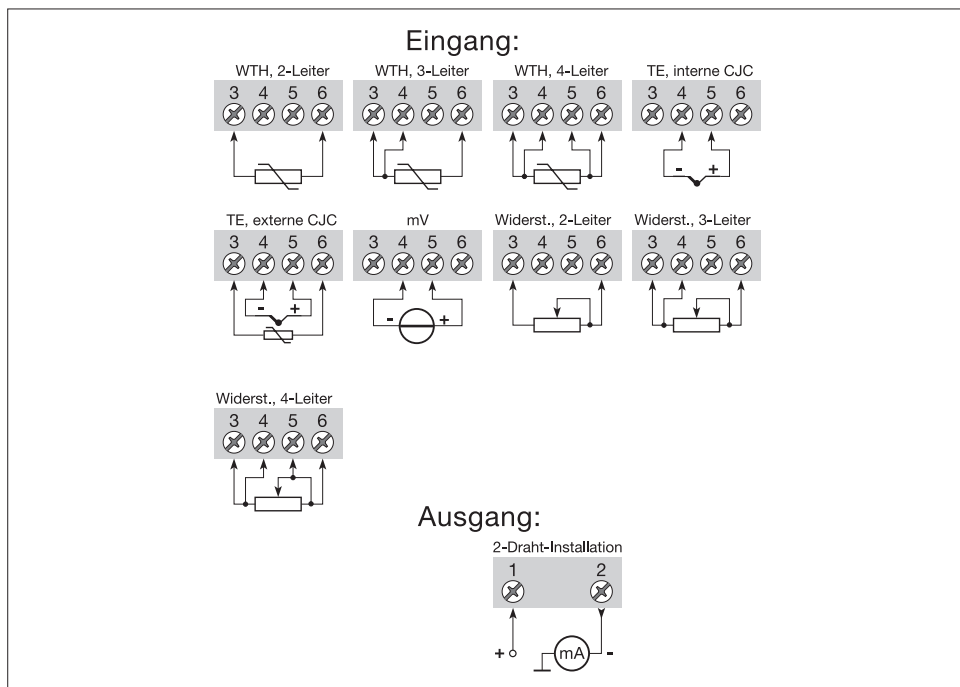 Eingang:
WTH, 2-Leiter WTH, 3-Leiter WTH, 4-Leiter TE, interne CJC
3 4 5 6 3 4 5 6 3 4 5 6 3 4 5 6
- +
TE, externe CJC mV Widerst., 2-Leiter Widerst., 3-Leiter
3 4 5 6 3 4 5 6 3 4 5 6 3 4 5 6
- + - +
Widerst., 4-Leiter
3 4 5 6
Ausgang:
2-Draht-Installation
1 2
+ mA -